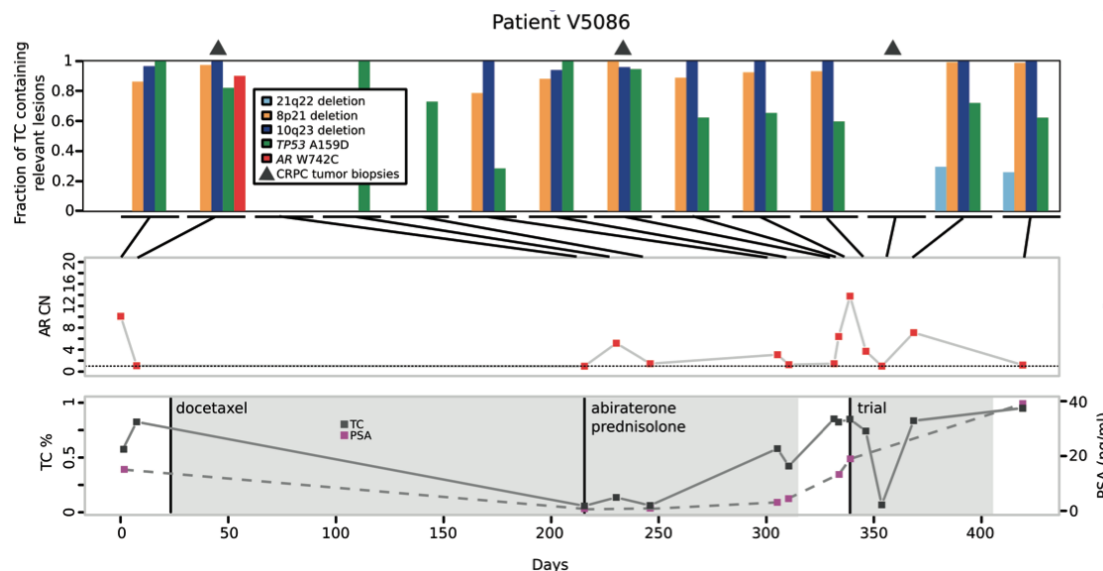 Patient V5086
Fraction of TC containing
relevant lesions
1
0.8
0.6
0.4
0.2
0
21q22 deletion
8p21 deletion
10q23 deletion
TP53 A159D
AR W742C
CRPC tumor biopsies
AR CN
20
16
12
8
4
0
TC %
1
0.5
0
docetaxel
TC
PSA
abiraterone
prednisolone
trial
40
20
0
PSA (ng/ml)
0 50 100 150 200 250 300 350 400
Days